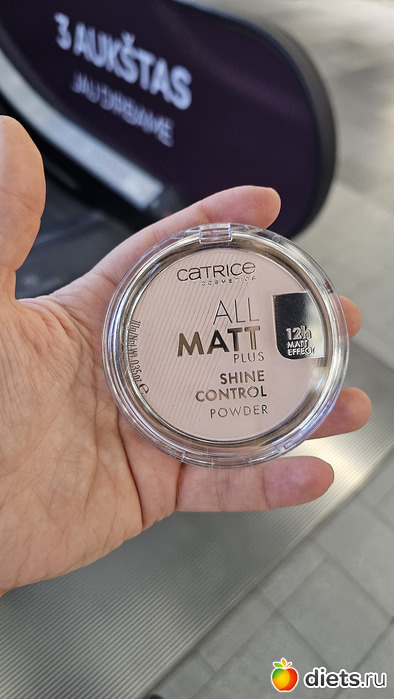 3 AUKŠTAS
JAU DIRBAME
CATRICE
COSMETICS
ALL
MATT
PLUS
SHINE
CONTROL
POWDER
12h
MATT
EFFECT
diets.ru